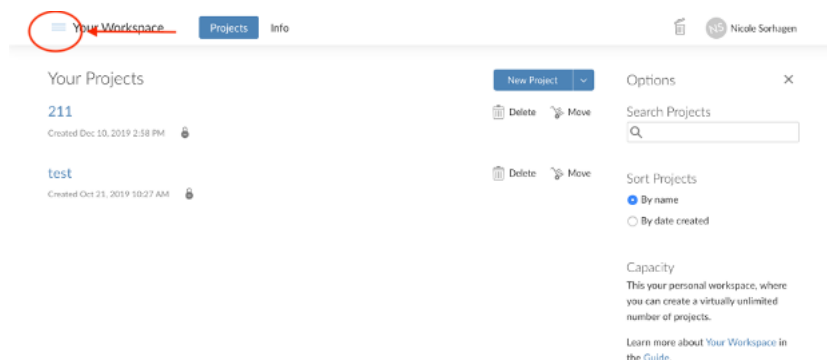 Your Workspace Projects Info NS Nicole Sorhagen
Your Projects New Project
211 Delete Move
Created Dec 10, 2019 2:58 PM
test Delete Move
Created Oct 21, 2019 10:27 AM
Options
Search Projects
Sort Projects
By name
By date created
Capacity
This your personal workspace, where
you can create a virtually unlimited
number of projects.
Learn more about Your Workspace in
the Guide.